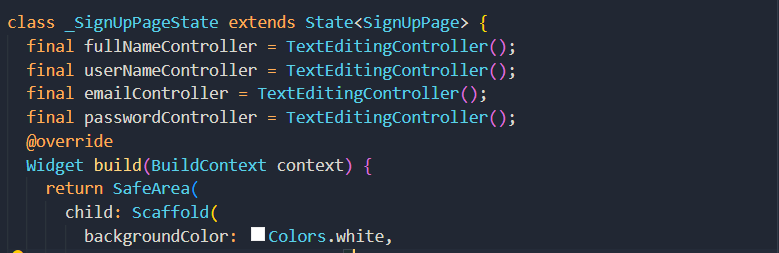 class _SignUpPageState extends State<SignUpPage> {
  final fullNameController = TextEditingController();
  final userNameController = TextEditingController();
  final emailController = TextEditingController();
  final passwordController = TextEditingController();
  @override
  Widget build(BuildContext context) {
    return SafeArea(
      child: Scaffold(
        backgroundColor: Colors.white,